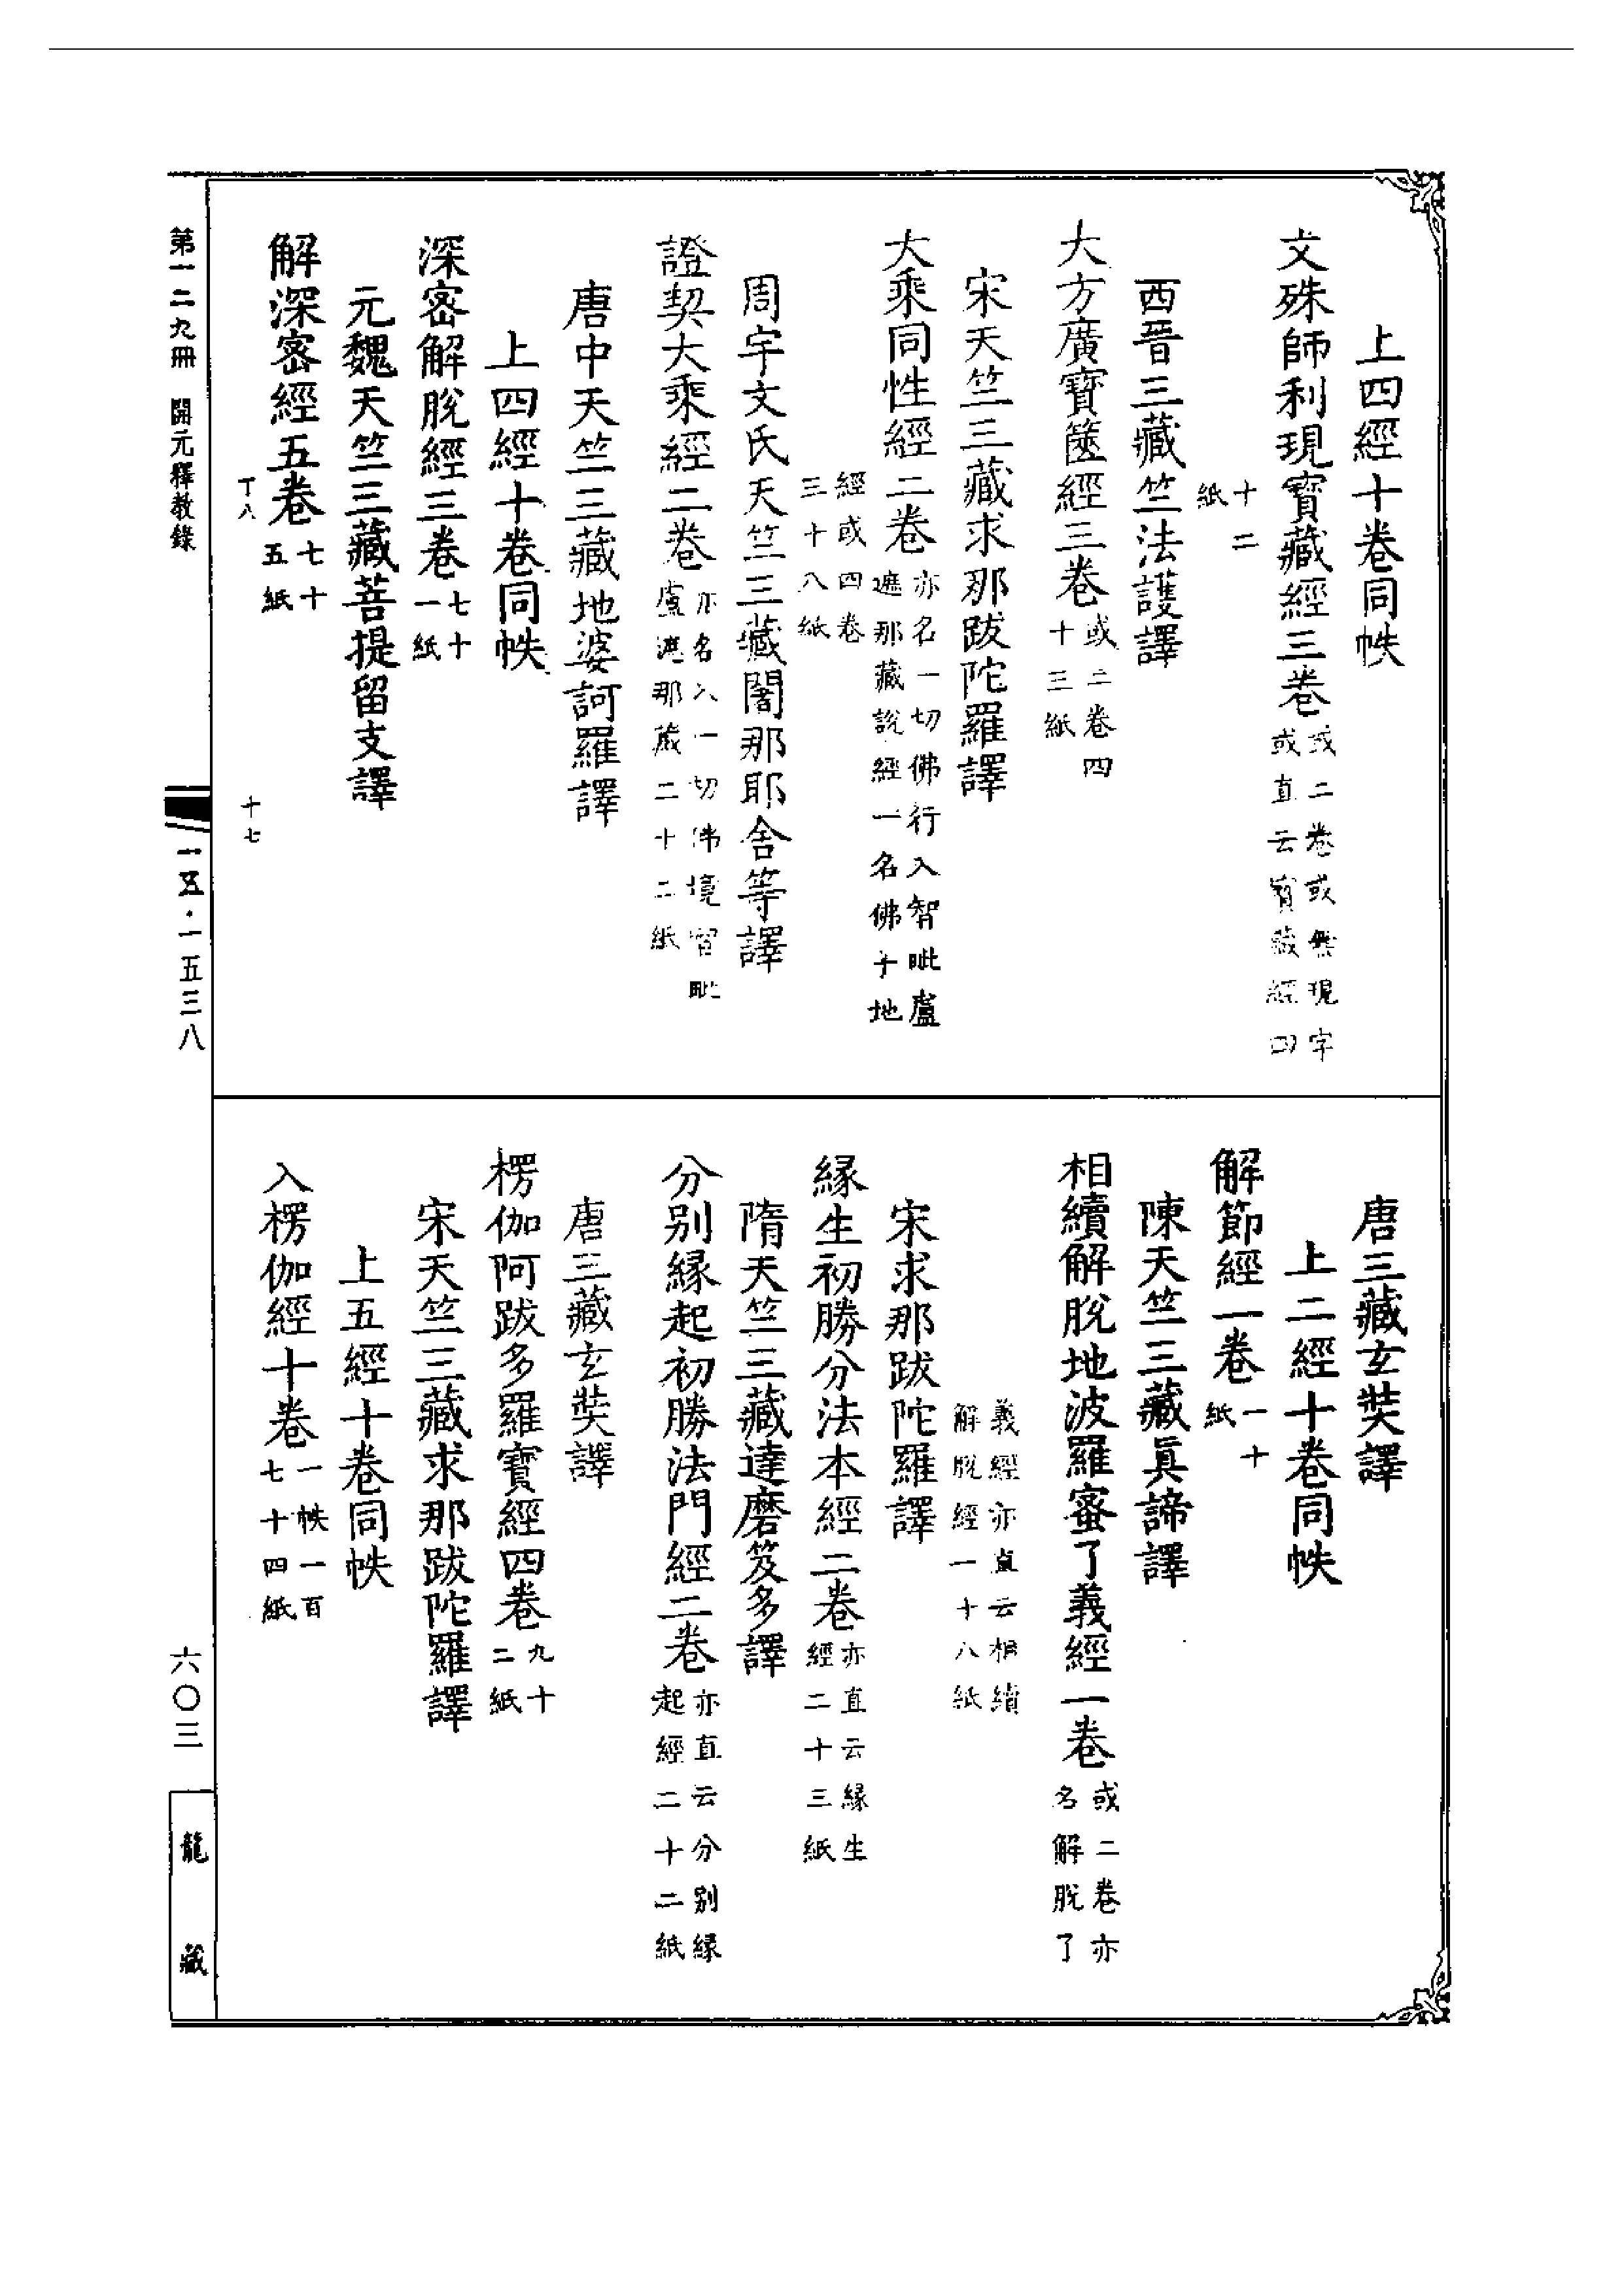 上四經十卷同帙
文殊師利現寶藏經三卷或二卷或無現字或直云寶藏經四
十二紙
西晉三藏竺法護譯
大方廣寶篋經三卷或二卷四十三紙
宋天竺三藏求那跋陀羅譯
大乘同性經二卷亦名一切佛行入智毗盧遮那藏說經一名佛子地
經或四卷三十八紙
周宇文氏天竺三藏闍那耶舍等譯
證契大乘經二卷亦名入一切佛境智毗盧遮那藏二十二紙
唐中天竺三藏地婆訶羅譯
上四經十卷同帙
深密解脫經三卷七十一紙
元魏天竺三藏菩提留支譯
解深密經五卷七十五紙
十七
唐三藏玄奘譯
上二經十卷同帙
解節經一卷一十紙
陳天竺三藏真諦譯
相續解脫地波羅蜜了義經一卷或二卷亦名解脫了
義經亦直云相續解脫經一十八紙
宋求那跋陀羅譯
緣生初勝分法本經二卷亦直云緣生經二十三紙
隋天竺三藏達磨笈多譯
分別緣起初勝法門經二卷亦直云分別緣起經二十二紙
唐三藏玄奘譯
楞伽阿跋多羅寶經四卷九十二紙
宋天竺三藏求那跋陀羅譯
上五經十卷同帙
入楞伽經十卷一帙一百七十四紙
第一二九冊 開元釋教錄
一五·一五三八
六〇三
龍藏